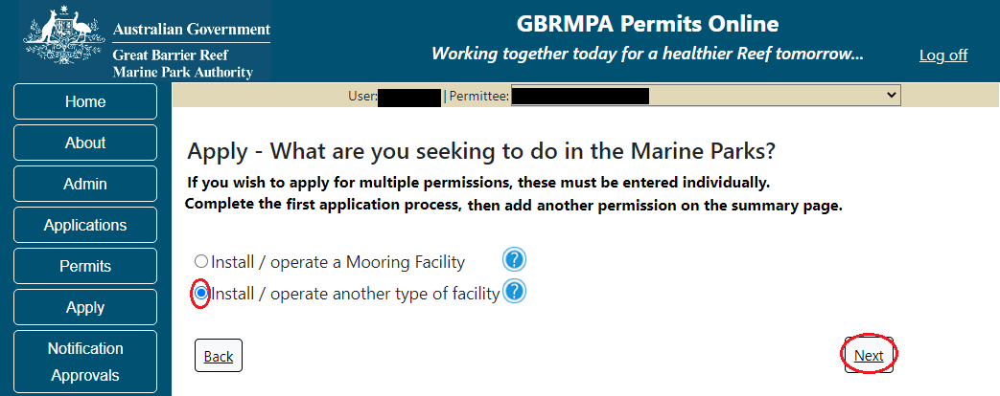 Australian Government
Great Barrier Reef
Marine Park Authority
GBRMPA Permits Online
Working together today for a healthier Reef tomorrow...
Log off
Home
About
Admin
Applications
Permits
Apply
Notification
Approvals
User: | Permittee:
Apply - What are you seeking to do in the Marine Parks?
If you wish to apply for multiple permissions, these must be entered individually.
Complete the first application process, then add another permission on the summary page.
Install / operate a Mooring Facility ?
Install / operate another type of facility ?
Back
Next